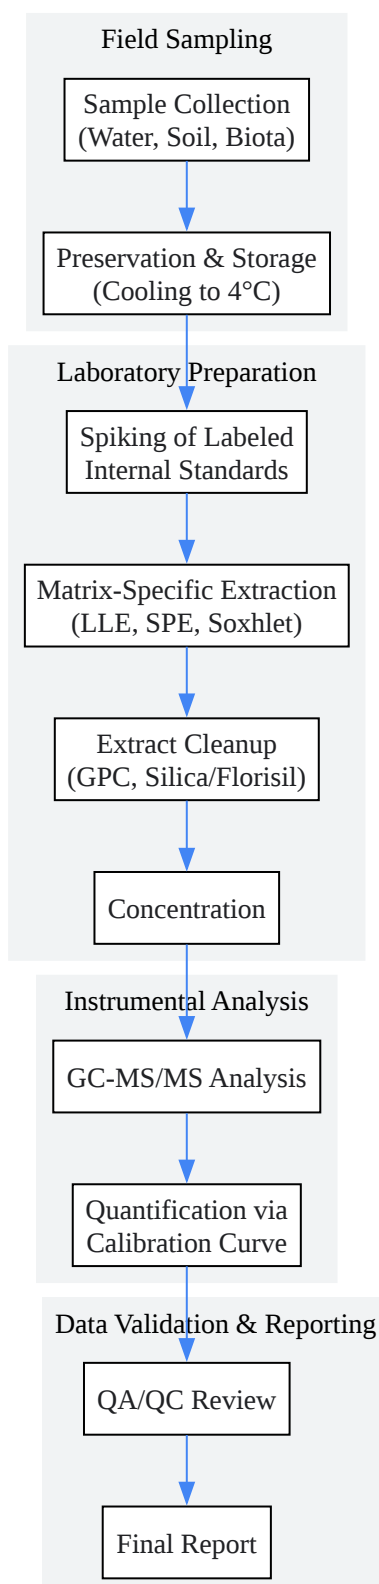 Field Sampling
Sample Collection
(Water, Soil, Biota)
Preservation & Storage
(Cooling to 4°C)
Laboratory Preparation
Spiking of Labeled
Internal Standards
Matrix-Specific Extraction
(LLE, SPE, Soxhlet)
Extract Cleanup
(GPC, Silica/Florisil)
Concentration
Instrumental Analysis
GC-MS/MS Analysis
Quantification via
Calibration Curve
Data Validation & Reporting
QA/QC Review
Final Report